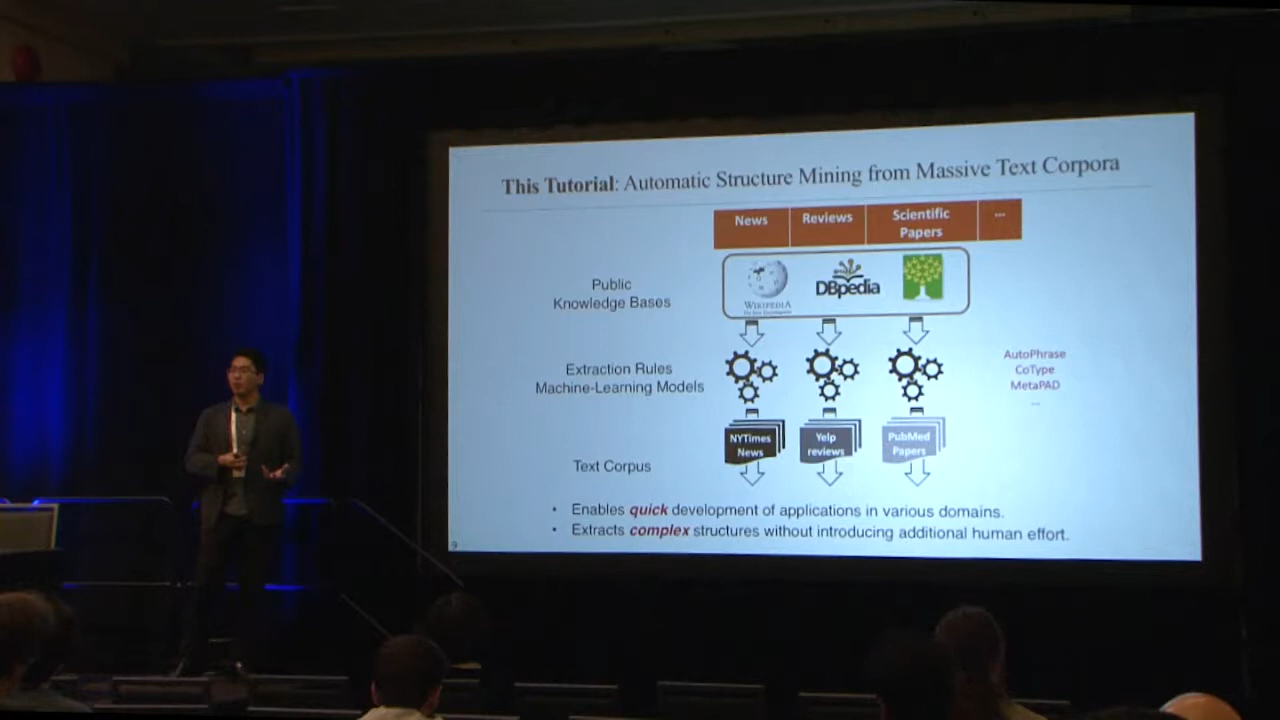 This Tutorial: Automatic Structure Mining from Massive Text Corpora
News Reviews Scientific Papers ...
Public
Knowledge Bases
WIKIPEDIA
DBpedia
Extraction Rules
Machine-Learning Models
AutoPhrase
CoType
MetaPAD
...
NYTimes
News
Yelp
reviews
PubMed
Papers
Text Corpus
• Enables quick development of applications in various domains.
• Extracts complex structures without introducing additional human effort.
9